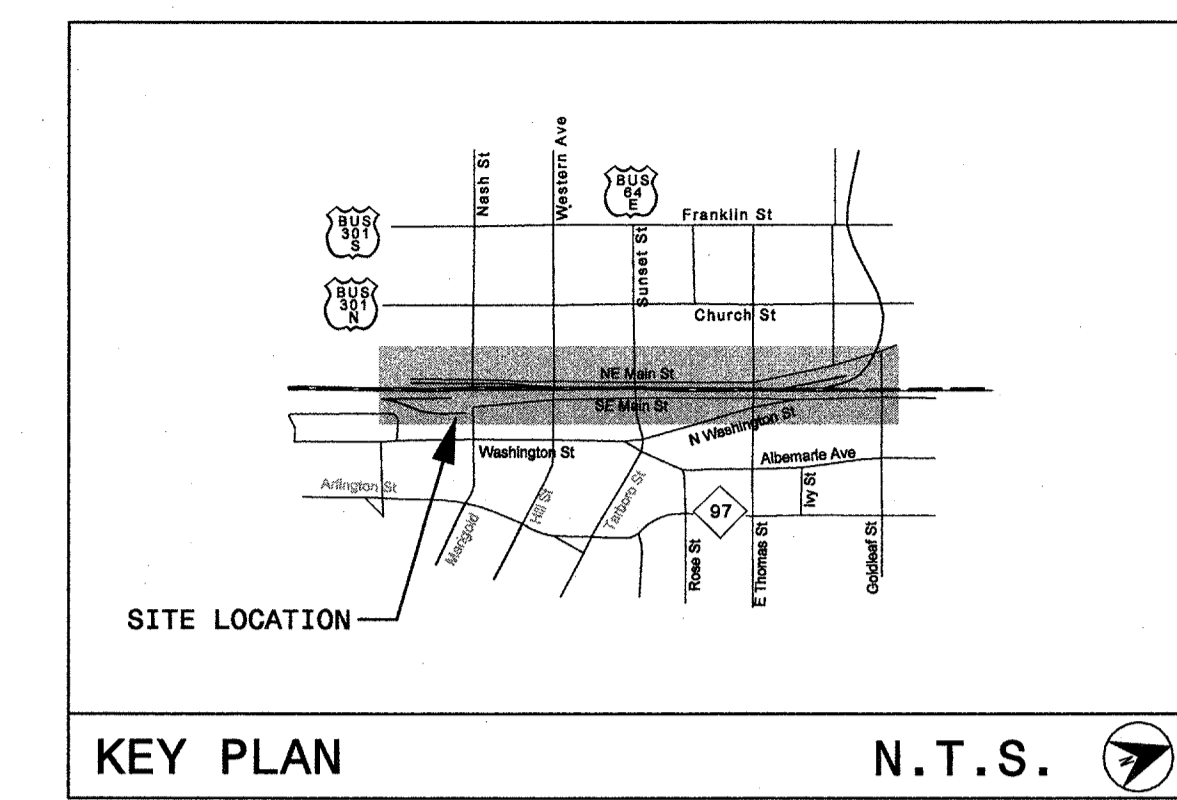 Nash St
Western Ave
BUS
64
E
BUS
301
S
Franklin St
Sunset St
BUS
301
N
Church St
NE Main St
SE Main St
N Washington St
Washington St
Albemarle Ave
Arlington St
Ivy St
Tarboro St
Hill St
97
Marigold
Rose St
E Thomas St
Goldleaf St
SITE LOCATION
KEY PLAN
N.T.S.
N